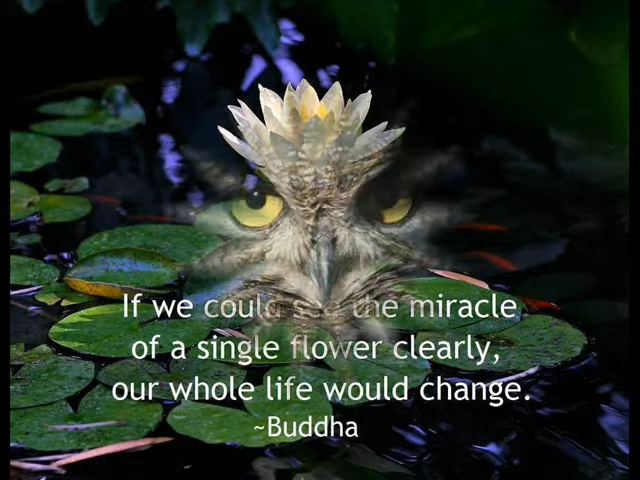 If we could see the miracle
of a single flower clearly,
our whole life would change.
~Buddha